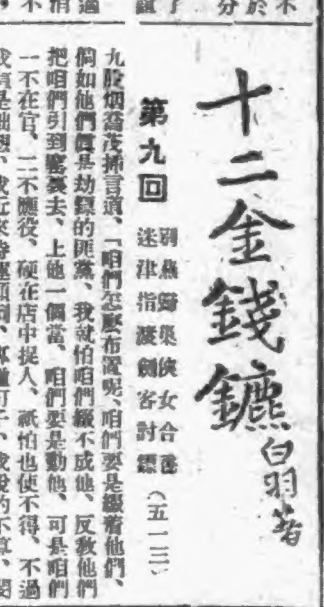 十二金錢鏢
白羽著
第九回
別燕歸巢俠女合
迷津指渡劍客討鏢
(五一三)
九股烟喬茂插言道、「咱們怎麼布置呢、咱們要是綴着他們、
倘如他們眞是劫鏢的匪黨、我就怕咱們綴不成他、反教他們
把咱們引到窩裏去、上他一個當、咱們要是動他、可是咱們
一不在官、二不應役、硬在店中捉人、祇怕也使不得、不過